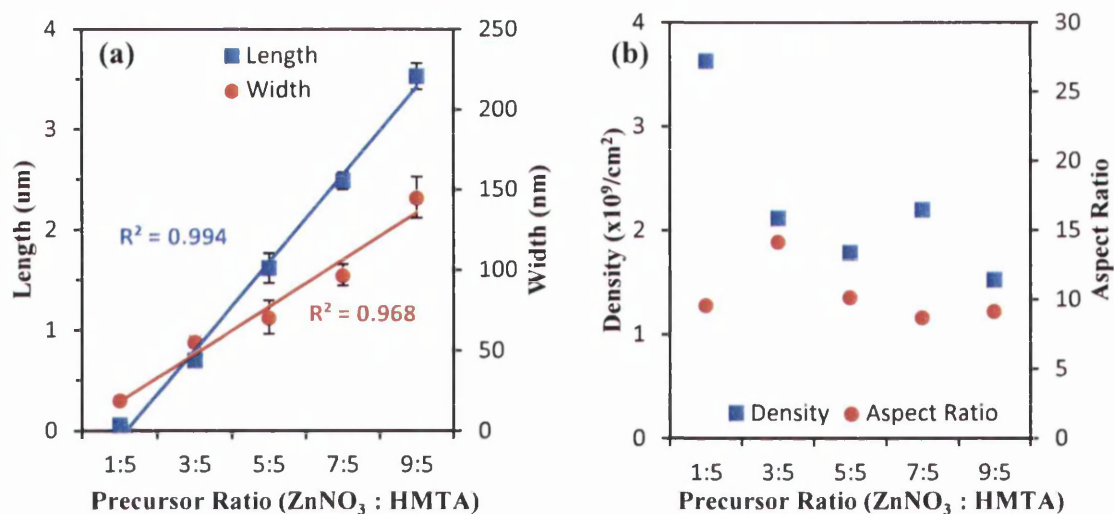 (a)
Length
Width
R² = 0.994
R² = 0.968
4
3
2
1
0
Length (um)
250
200
150
100
50
0
Width (nm)
1:5 3:5 5:5 7:5 9:5
Precursor Ratio (ZnNO₃ : HMTA)
(b)
4
3
2
1
0
Density (x10⁹/cm²)
30
25
20
15
10
5
0
Aspect Ratio
Density Aspect Ratio
1:5 3:5 5:5 7:5 9:5
Precursor Ratio (ZnNO₃ : HMTA)